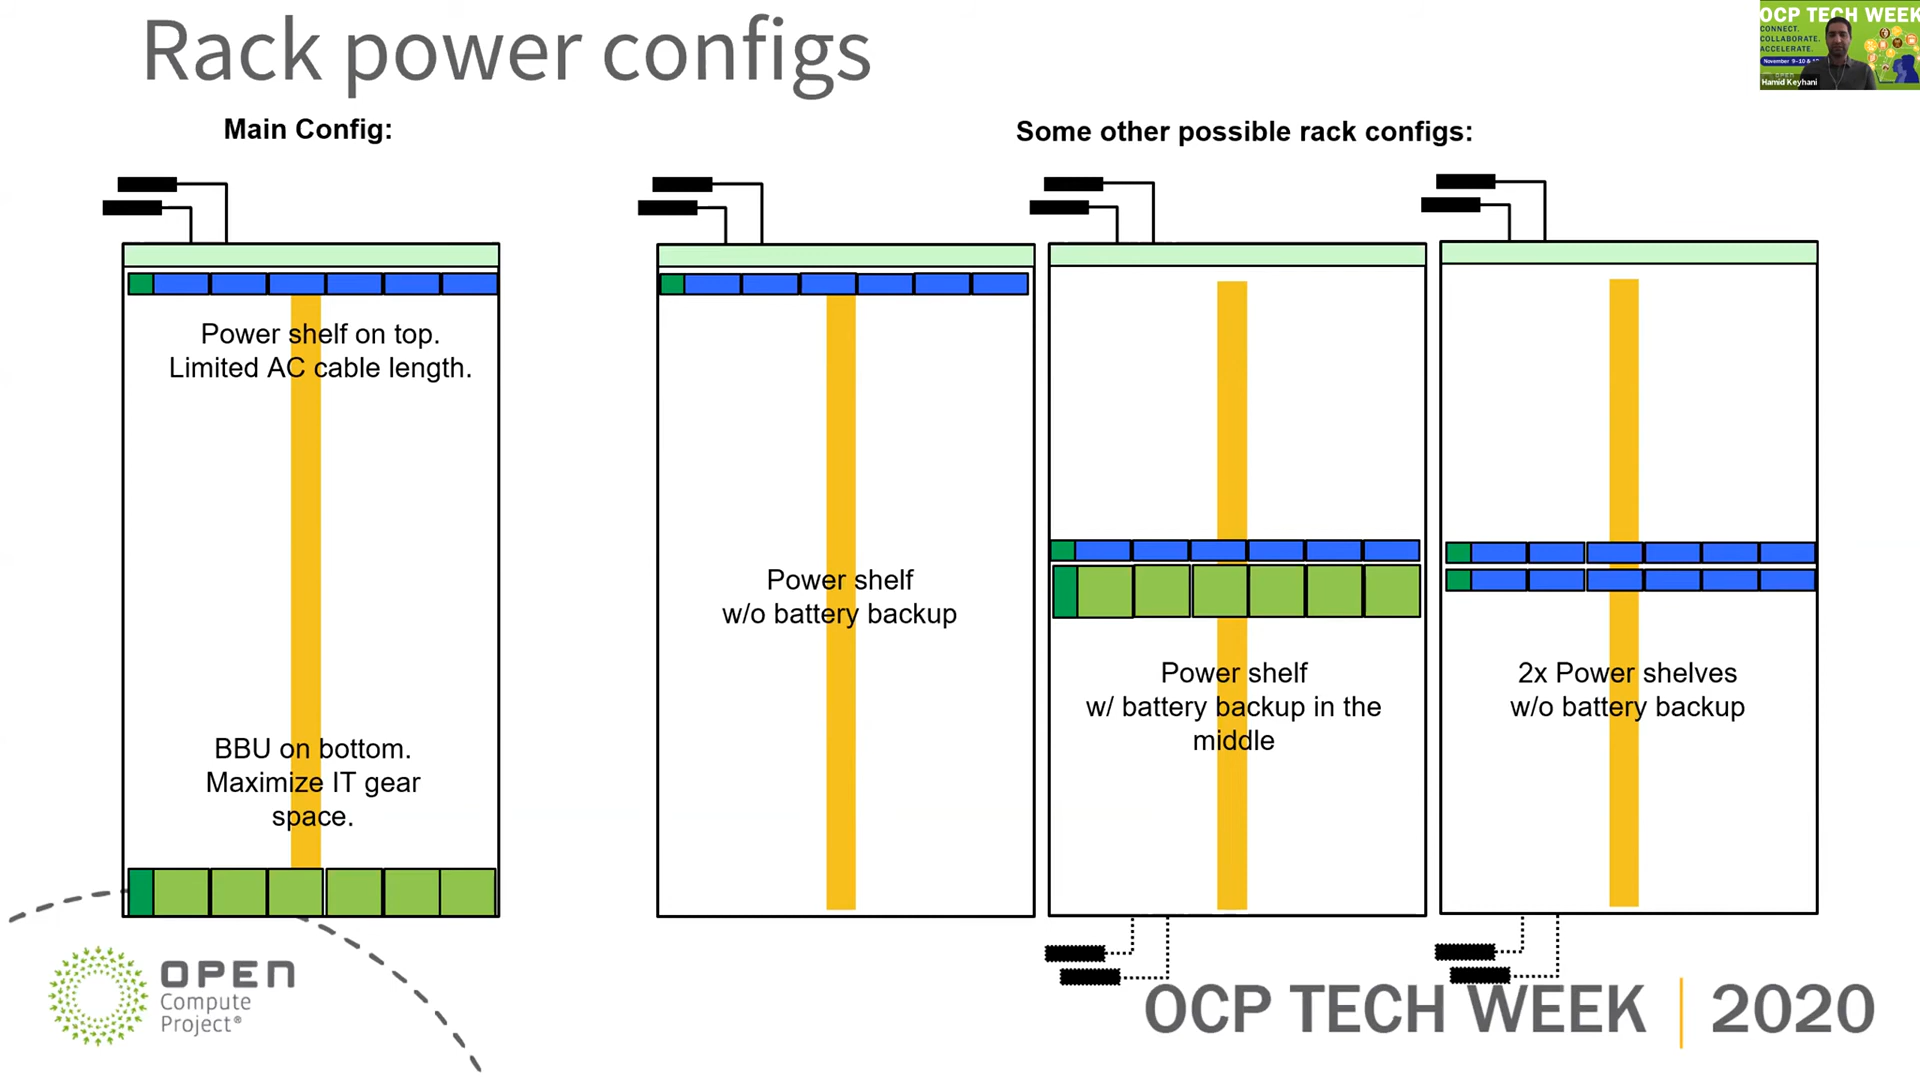 Rack power configs
OCP TECH WEEK
CONNECT.
COLLABORATE.
ACCELERATE.
Hamid Keyhani
Main Config:
Some other possible rack configs:
Power shelf on top.
Limited AC cable length.
BBU on bottom.
Maximize IT gear
space.
Power shelf
w/o battery backup
Power shelf
w/ battery backup in the
middle
2x Power shelves
w/o battery backup
OPEN
Compute
Project®
OCP TECH WEEK | 2020